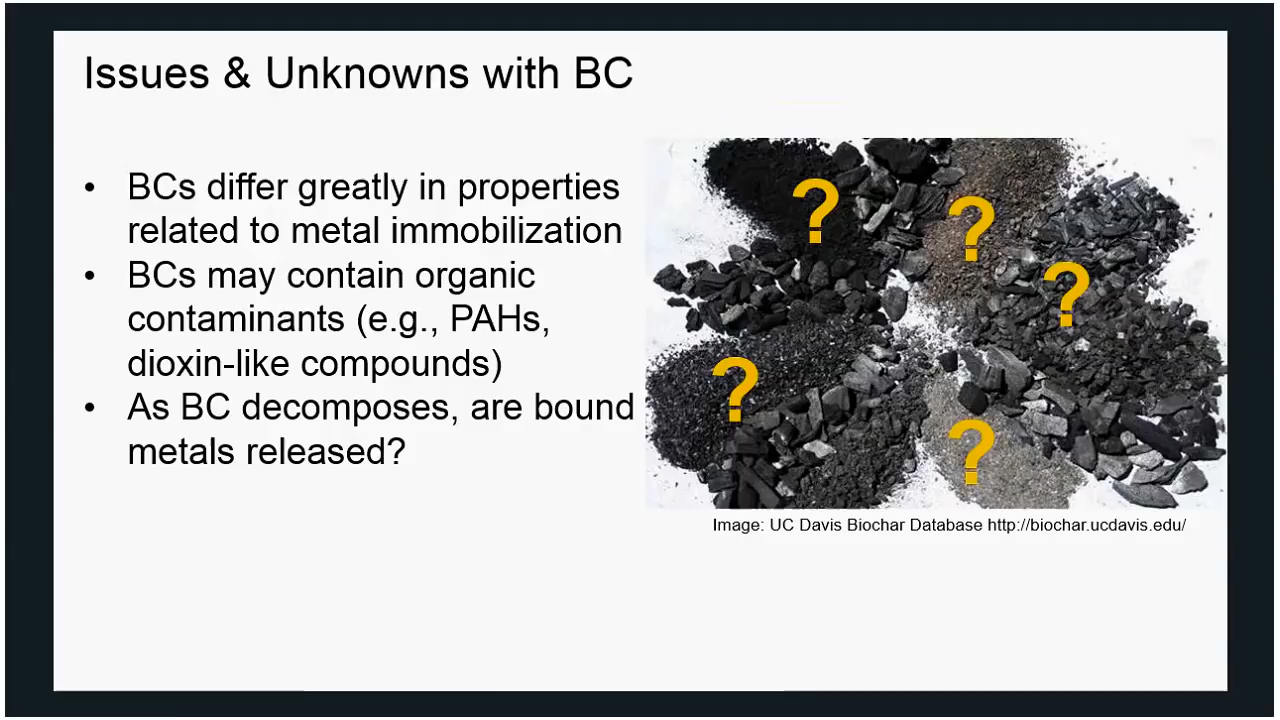 Issues & Unknowns with BC
• BCs differ greatly in properties
related to metal immobilization
• BCs may contain organic
contaminants (e.g., PAHs,
dioxin-like compounds)
• As BC decomposes, are bound
metals released?
?
?
?
?
?
Image: UC Davis Biochar Database http://biochar.ucdavis.edu/